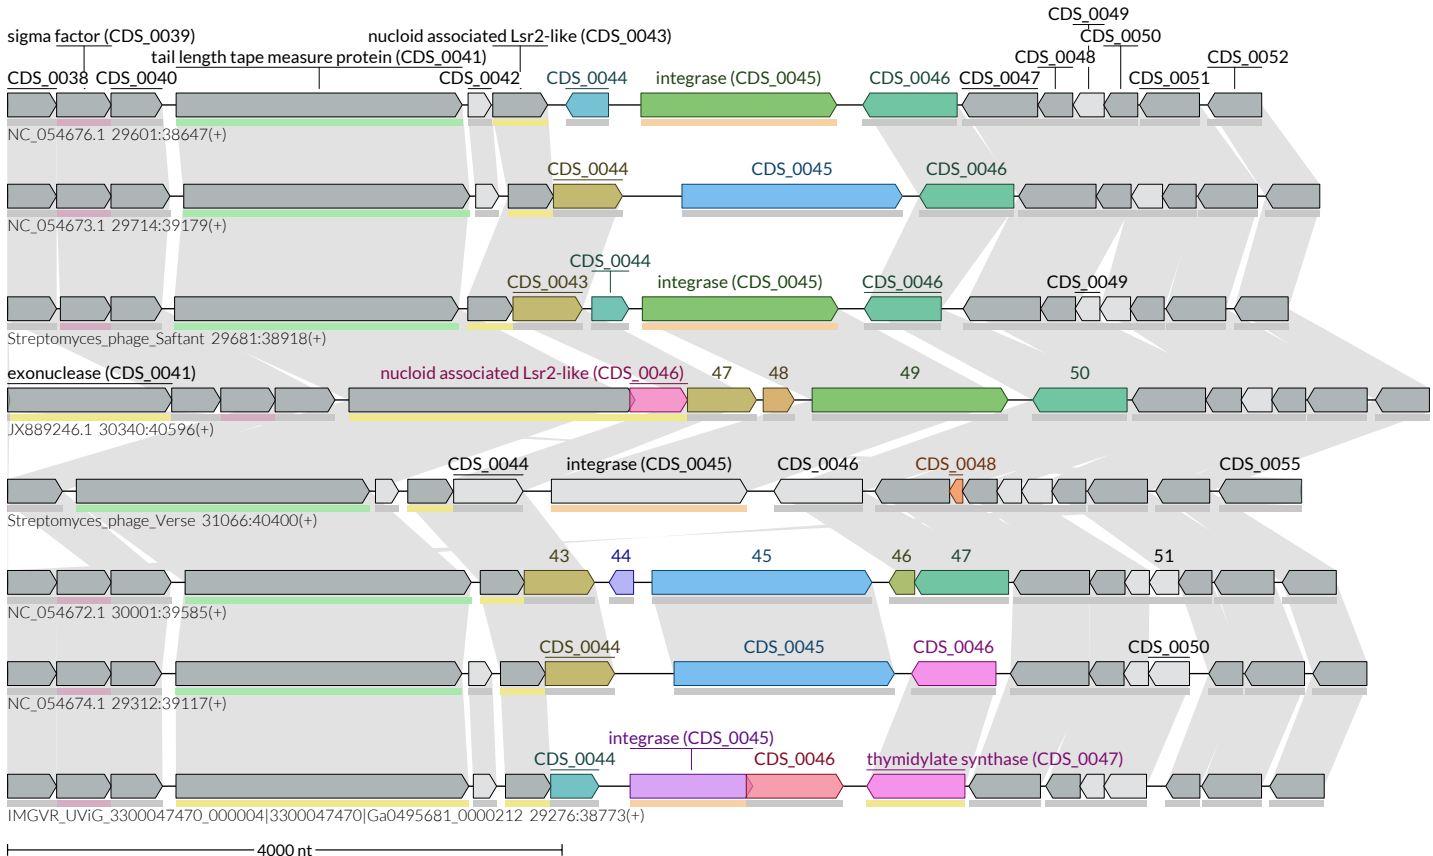 CDS_0049
sigma factor (CDS_0039) nucloid associated Lsr2-like (CDS_0043) CDS_0050
tail length tape measure protein (CDS_0041) CDS_0048 CDS_0052
CDS_0038 CDS_0040 CDS_0042 CDS_0044 integrase (CDS_0045) CDS_0046 CDS_0047 CDS_0051
NC_054676.1 29601:38647(+)
CDS_0044 CDS_0045 CDS_0046
NC_054673.1 29714:39179(+)
CDS_0044
CDS_0043 integrase (CDS_0045) CDS_0046 CDS_0049
Streptomyces_phage_Saftant 29681:38918(+)
exonuclease (CDS_0041) nucloid associated Lsr2-like (CDS_0046) 47 48 49 50
JX889246.1 30340:40596(+)
CDS_0044 integrase (CDS_0045) CDS_0046 CDS_0048 CDS_0055
Streptomyces_phage_Verse 31066:40400(+)
43 44 45 46 47 51
NC_054672.1 30001:39585(+)
CDS_0044 CDS_0045 CDS_0046 CDS_0050
NC_054674.1 29312:39117(+)
integrase (CDS_0045)
CDS_0044 CDS_0046 thymidylate synthase (CDS_0047)
IMGVR_UViG_3300047470_000004|3300047470|Ga0495681_0000212 29276:38773(+)
4000 nt